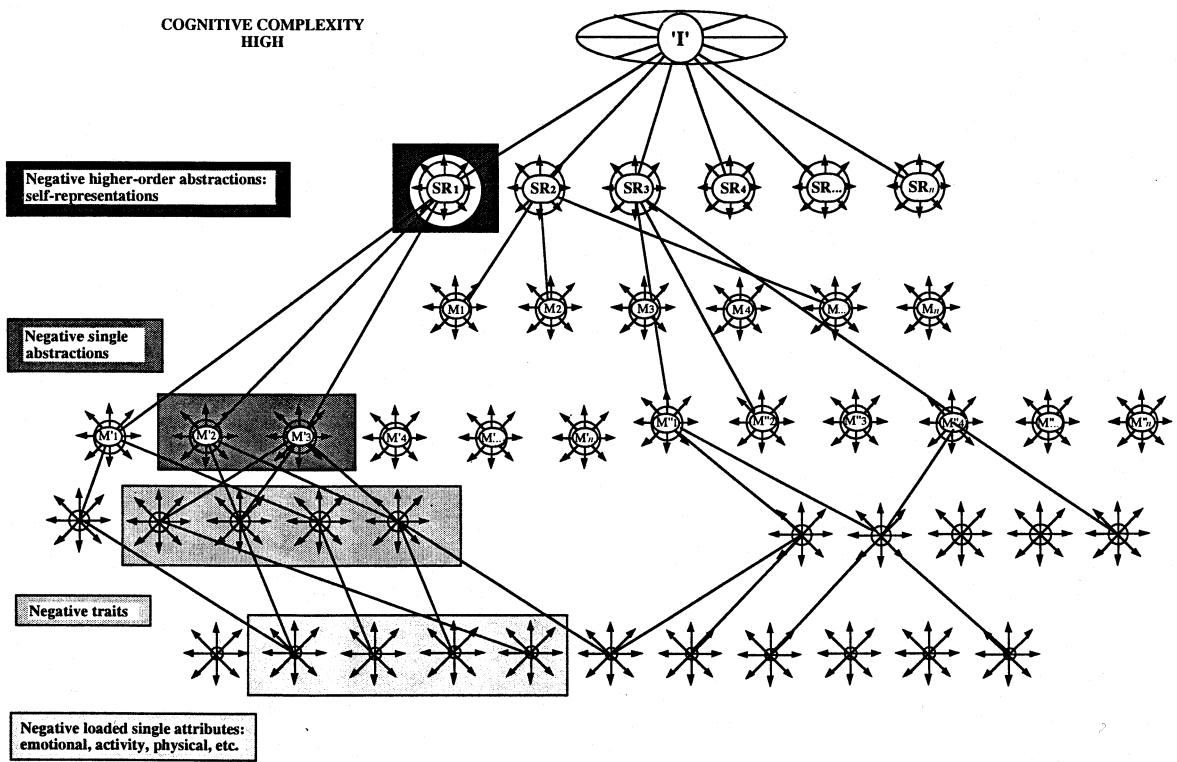 COGNITIVE COMPLEXITY
HIGH
'I'
Negative higher-order abstractions:
self-representations
SR1 SR2 SR3 SR4 SR... SRn
M1 M2 M3 M4 M... Mn
Negative single
abstractions
M'1 M'2 M'3 M'4 M'... M'n
M"1 M"2 M"3 M"4 M".. M"n
Negative traits
Negative loaded single attributes:
emotional, activity, physical, etc.